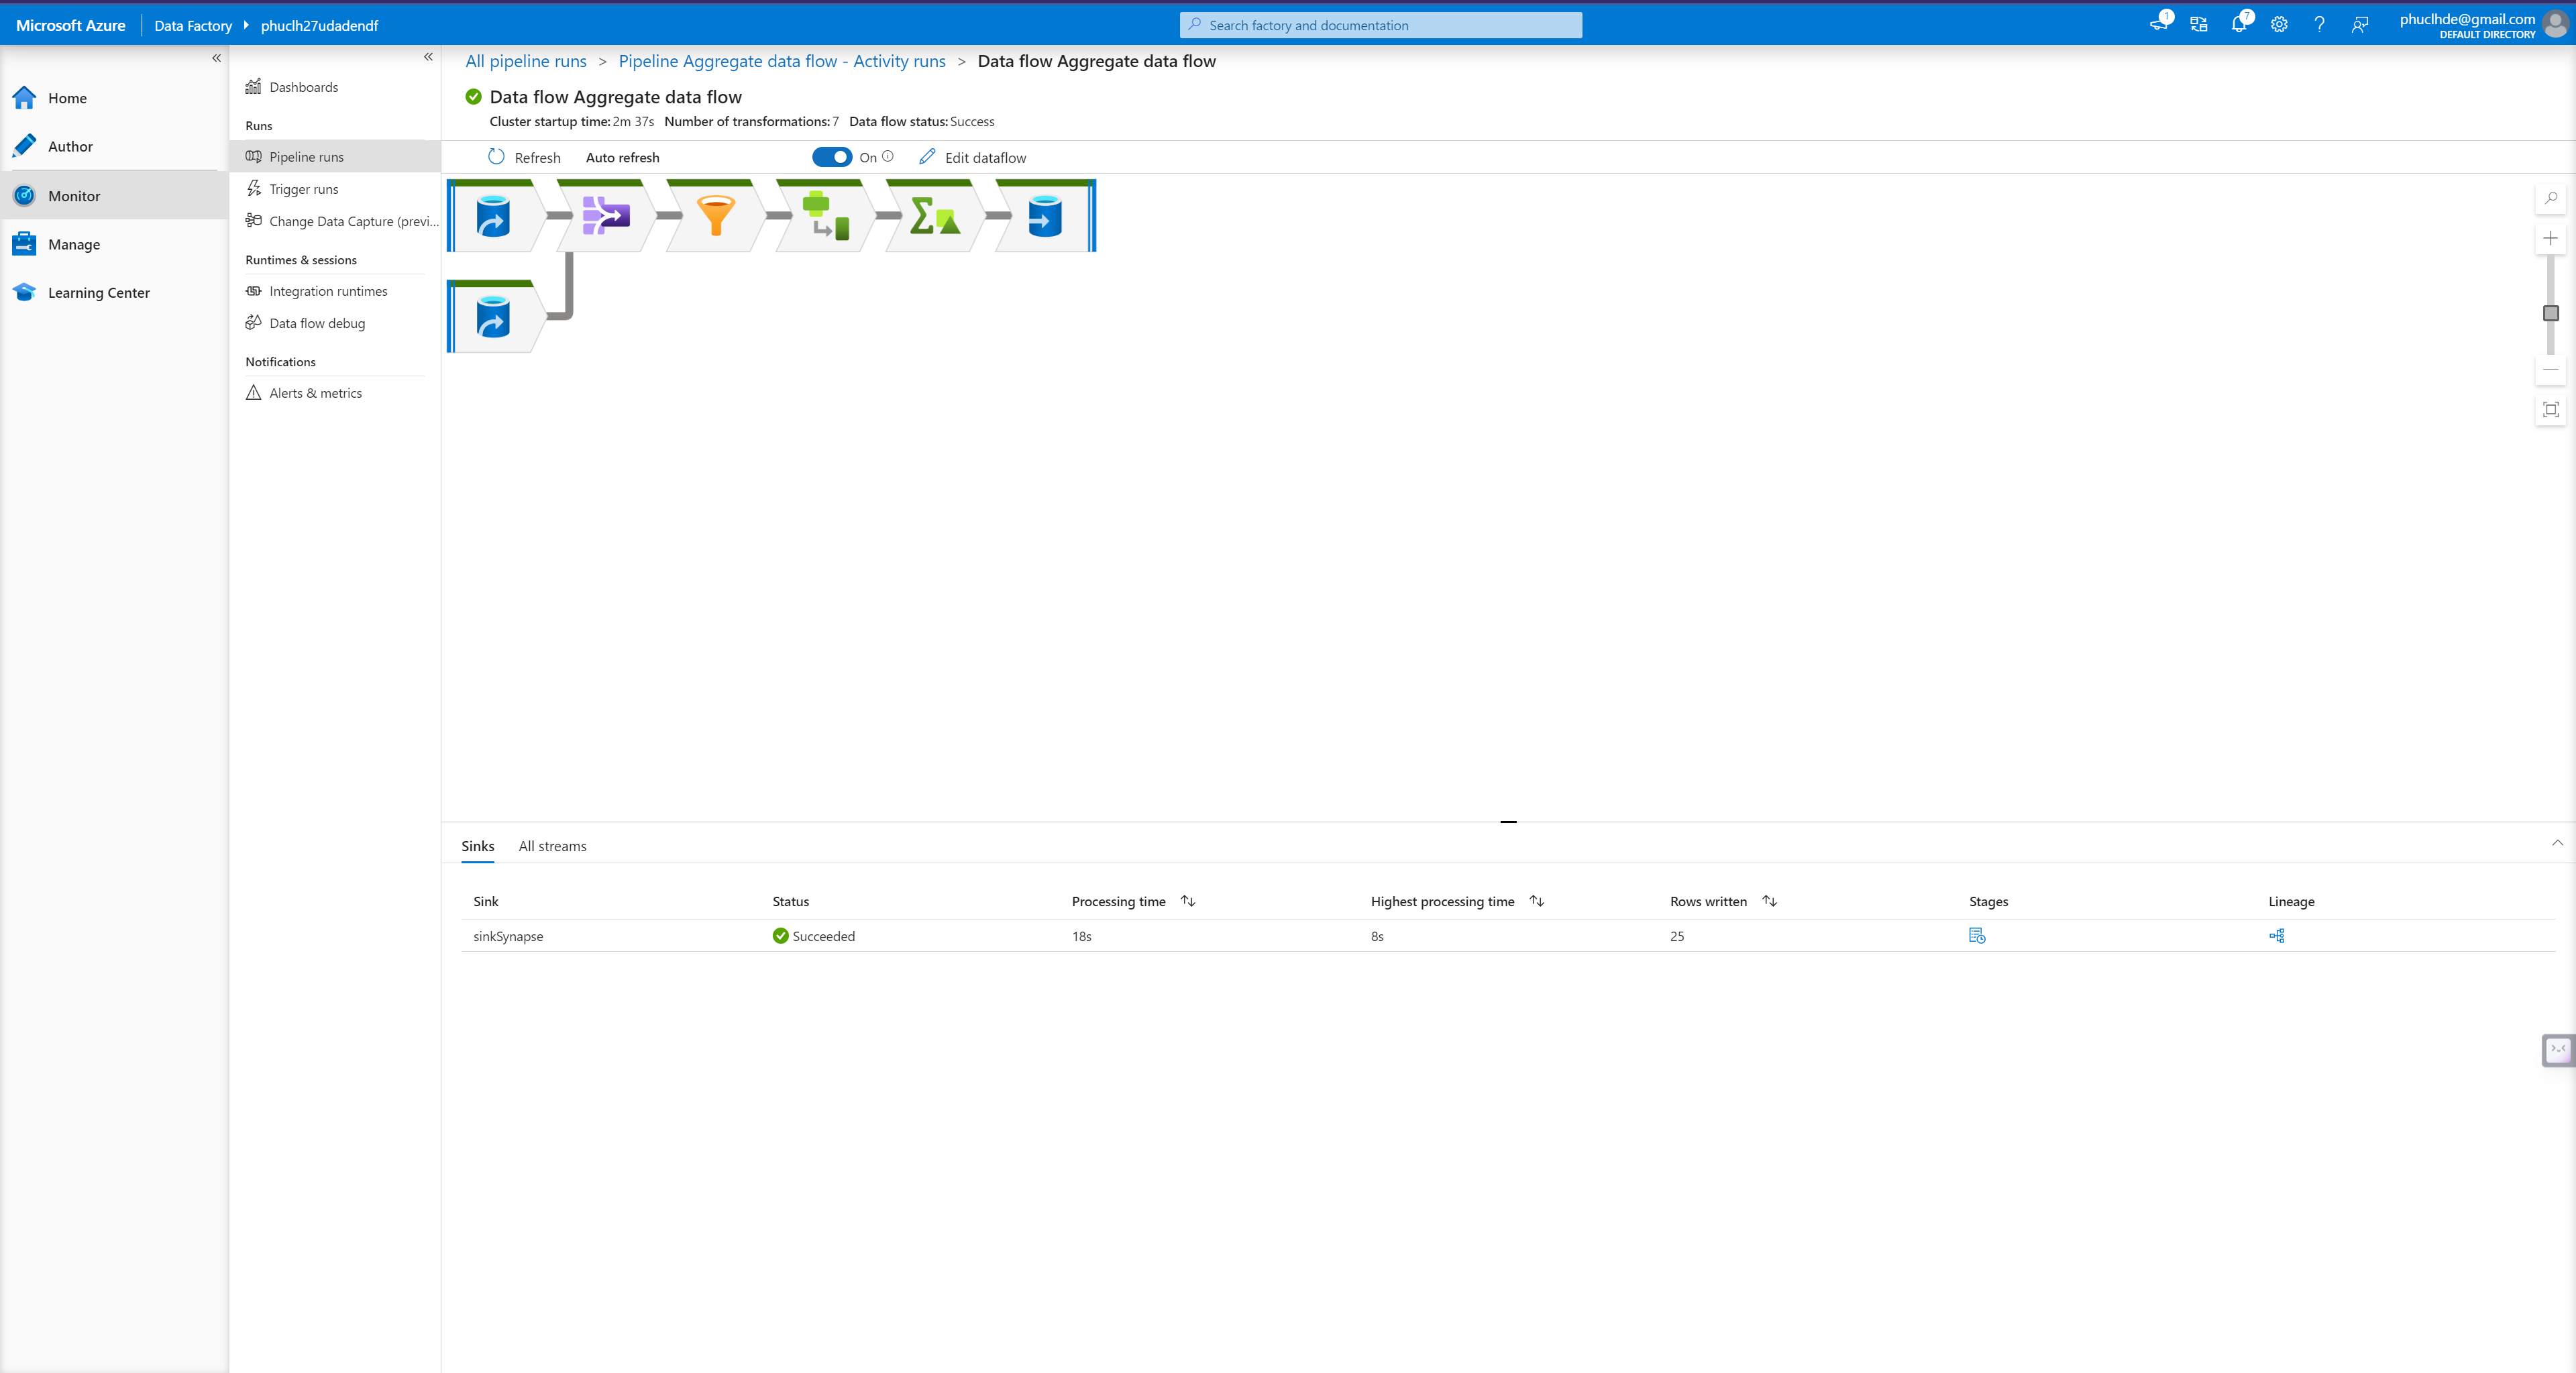 Microsoft Azure
Data Factory
phuclh27udadendf
Search factory and documentation
1
7
phuclhde@gmail.com
DEFAULT DIRECTORY
Home
Author
Monitor
Manage
Learning Center
Dashboards
Runs
Pipeline runs
Trigger runs
Change Data Capture (previ...
Runtimes & sessions
Integration runtimes
Data flow debug
Notifications
Alerts & metrics
All pipeline runs > Pipeline Aggregate data flow - Activity runs > Data flow Aggregate data flow
Data flow Aggregate data flow
Cluster startup time: 2m 37s Number of transformations: 7 Data flow status: Success
Refresh Auto refresh On Edit dataflow
Sinks All streams
Sink Status Processing time Highest processing time Rows written Stages Lineage
sinkSynapse Succeeded 18s 8s 25